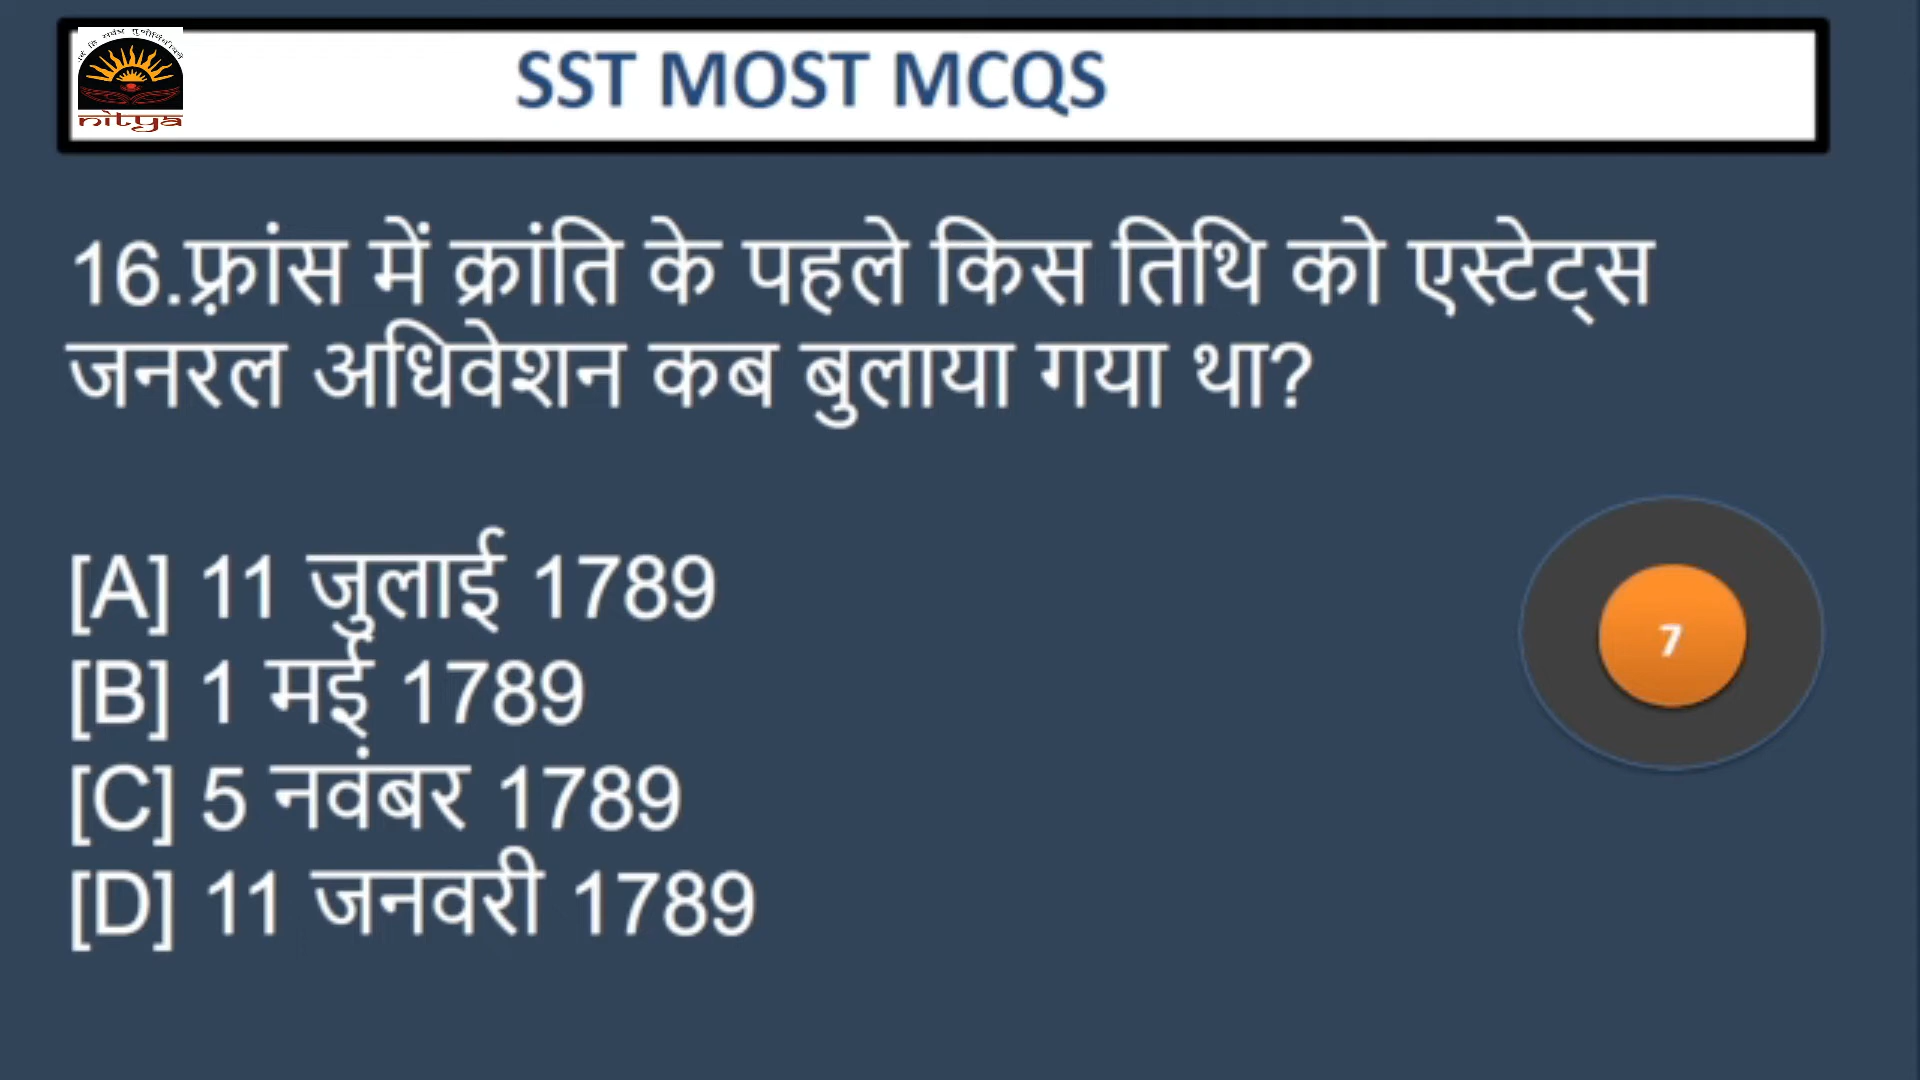 nitya
SST MOST MCQS
16.फ़्रांस में क्रांति के पहले किस तिथि को एस्टेट्स
जनरल अधिवेशन कब बुलाया गया था?
[A] 11 जुलाई 1789
[B] 1 मई 1789
[C] 5 नवंबर 1789
[D] 11 जनवरी 1789
7